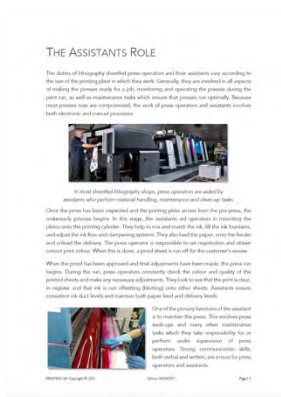 THE ASSISTANTS ROLE
The duties of lithography sheetfed press operators and their assistants vary according to
the size of the printing plant in which they work. Generally, they are involved in all aspects
of making the presses ready for a job, monitoring and operating the presses during the
print run, as well as maintenance tasks which ensure that presses run optimally. Because
most presses now are computerised, the work of press operators and assistants involves
both electronic and manual processes.
In most sheetfed lithography shops, press operators are aided by
assistants who perform material handling, maintenance and clean-up tasks.
Once the press has been inspected and the printing plate arrives from the pre-press, the
makeready process begins. In this stage, the assistants aid operators in mounting the
plates onto the printing cylinder. They help to mix and match the ink, fill the ink fountains,
and adjust the ink flow and dampening systems. They also load the paper, into the feeder
and unload the delivery. The press operator is responsible to set registration and obtain
correct print colour. When this is done, a proof sheet is run off for the customer's review.
When the proof has been approved and final adjustments have been made, the press run
begins. During the run, press operators constantly check the colour and quality of the
printed sheets and make any necessary adjustments. They look to see that the print is clear,
in register and that ink is not offsetting (blotting) onto other sheets. Assistants ensure
consistent ink duct levels and maintain both paper feed and delivery levels.
One of the primary functions of the assistant
is to maintain the press. This involves press
wash-ups and many other maintenance
tasks which they take responsibility for or
perform under supervision of press
operators. Strong communication skills,
both verbal and written, are a must for press
operators and assistants.
Copyright © 2021
Page | 3